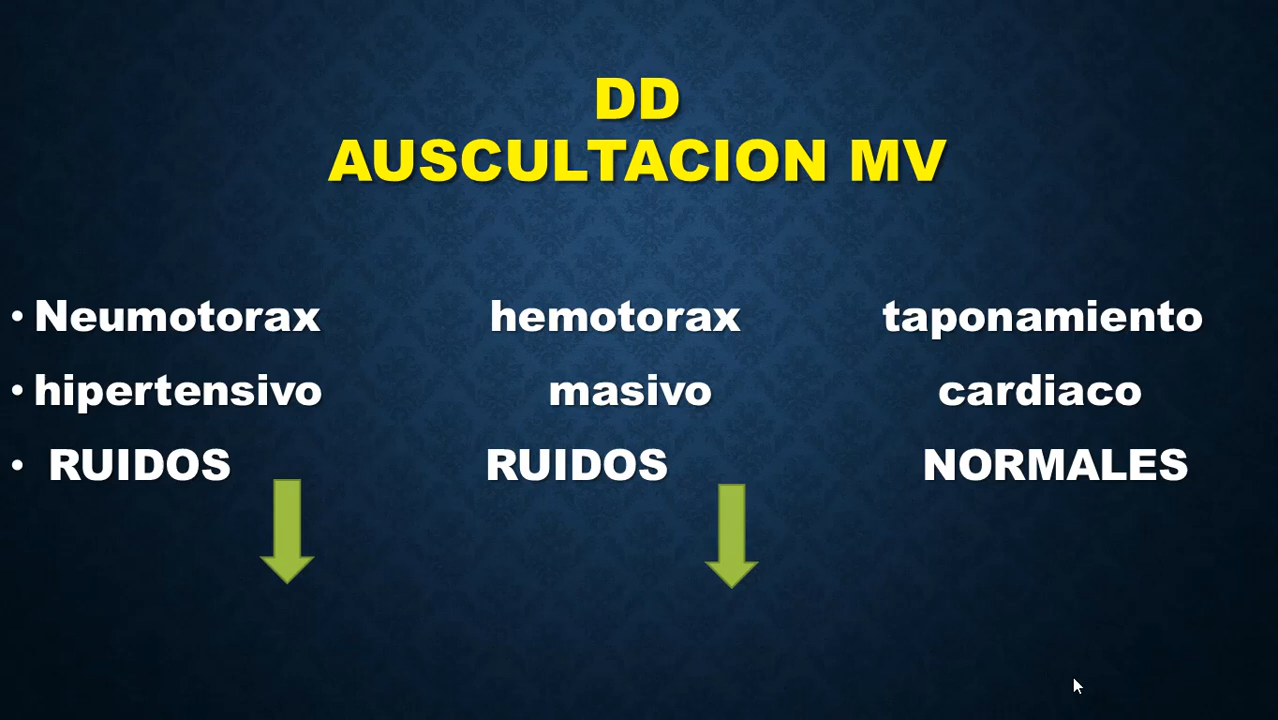 DD
AUSCULTACION MV
• Neumotorax hemotorax taponamiento
• hipertensivo masivo cardiaco
• RUIDOS RUIDOS NORMALES